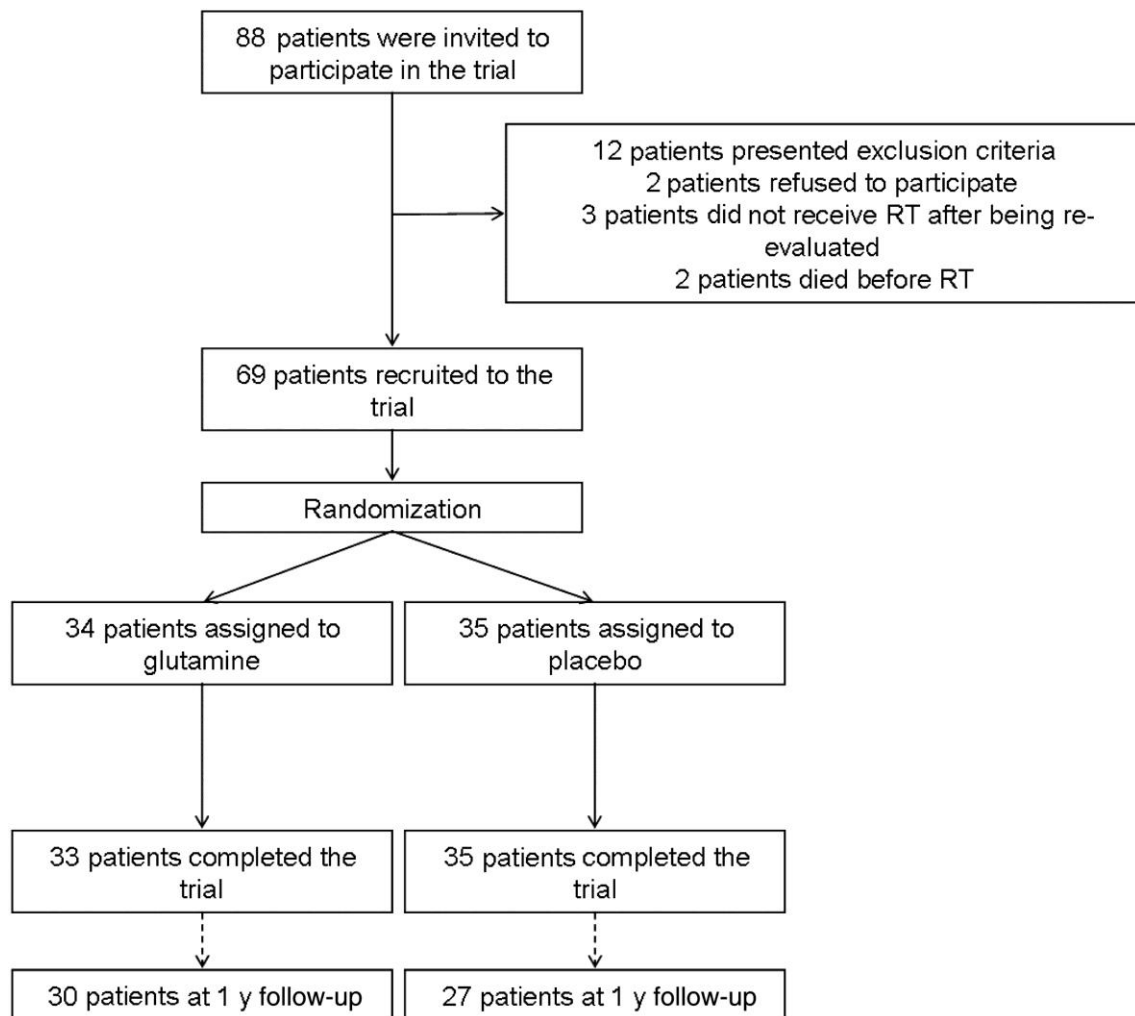 88 patients were invited to
participate in the trial
12 patients presented exclusion criteria
2 patients refused to participate
3 patients did not receive RT after being re-
evaluated
2 patients died before RT
69 patients recruited to the
trial
Randomization
34 patients assigned to
glutamine
35 patients assigned to
placebo
33 patients completed the
trial
35 patients completed the
trial
30 patients at 1 y follow-up
27 patients at 1 y follow-up